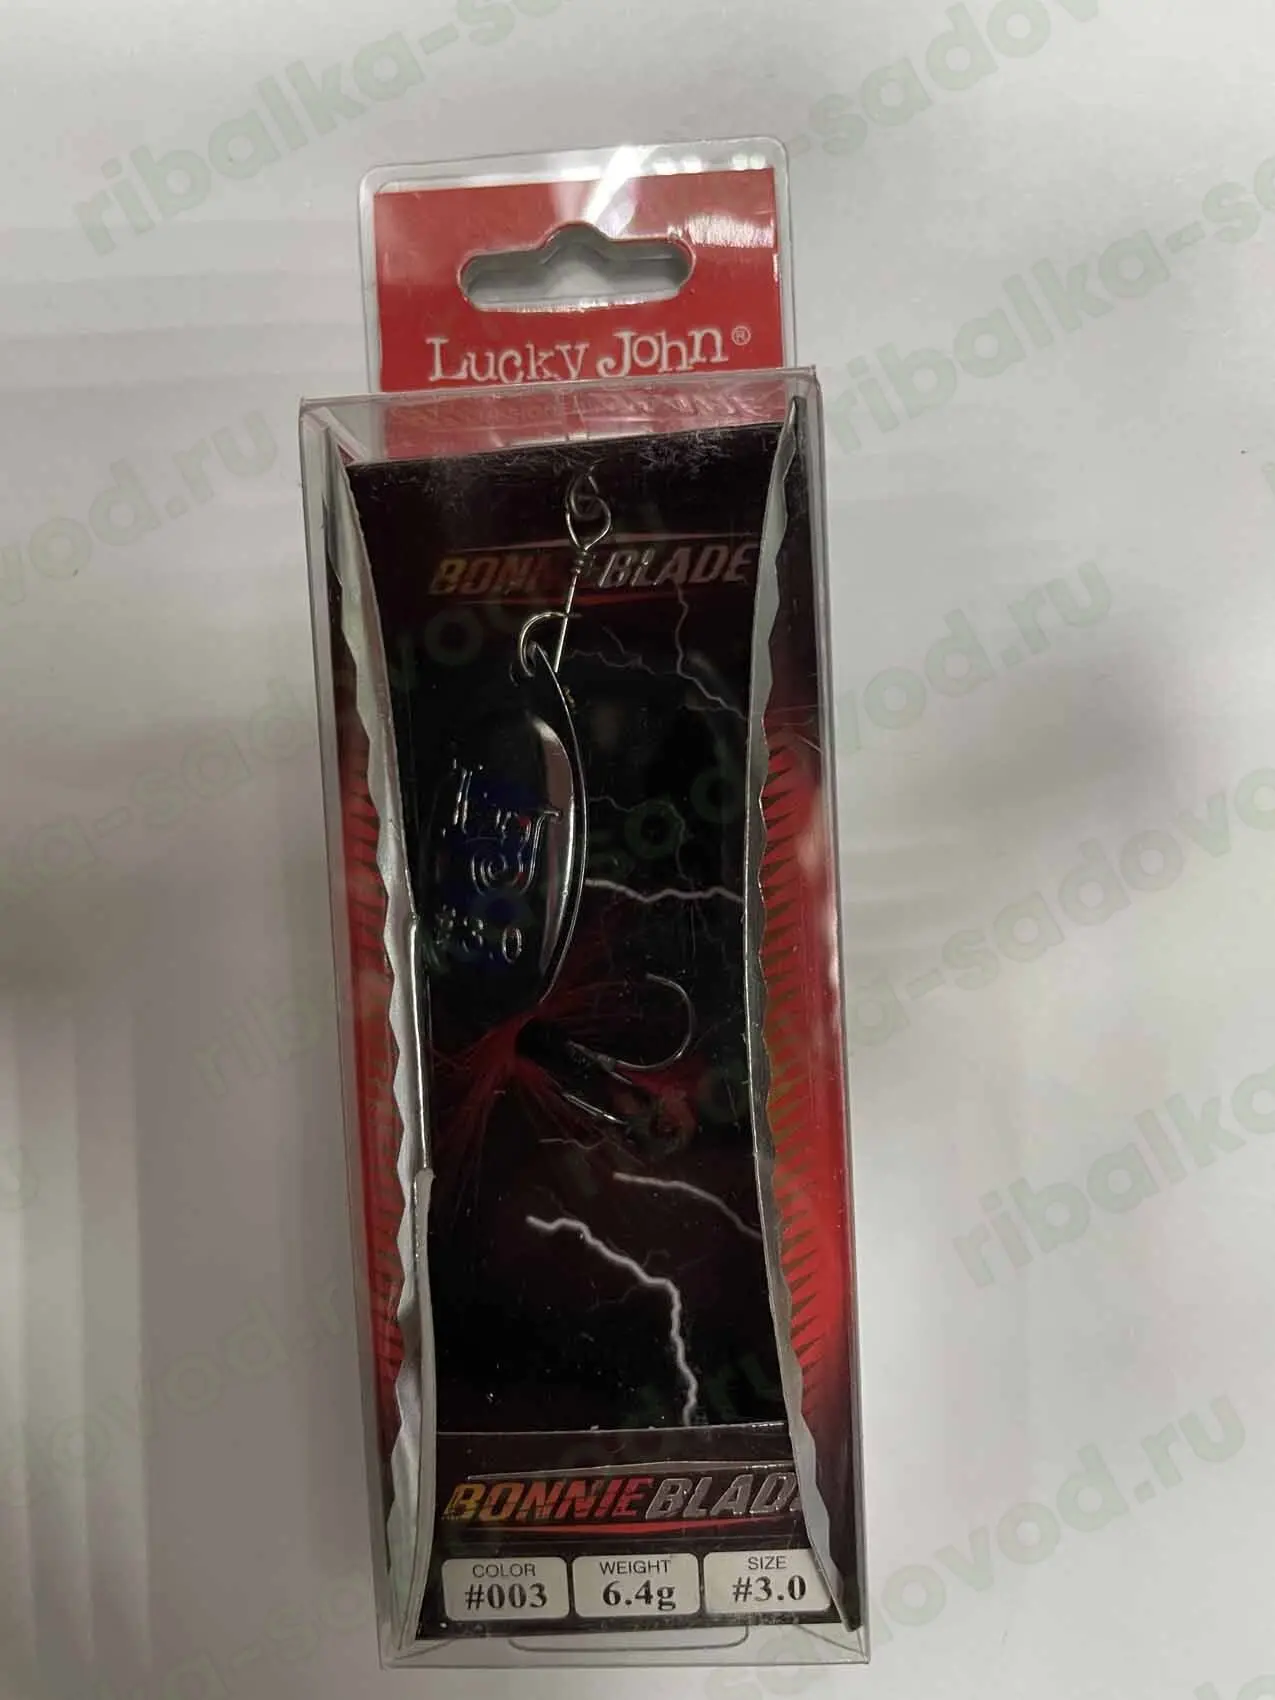 Lucky John®
BONNIE BLADE
LJ
#3.0
BONNIE BLADE
COLOR
#003
WEIGHT
6.4g
SIZE
#3.0
ribalka-sadovod.ru